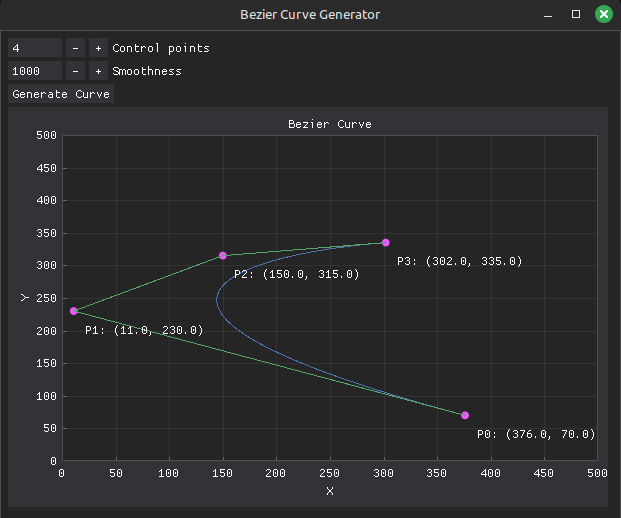 Bezier Curve Generator
4 - + Control points
1000 - + Smoothness
Generate Curve
Bezier Curve
500
450
400
350
P3: (302.0, 335.0)
300
P2: (150.0, 315.0)
Y
250
P1: (11.0, 230.0)
200
150
100
P0: (376.0, 70.0)
50
0
0 50 100 150 200 250 300 350 400 450 500
X